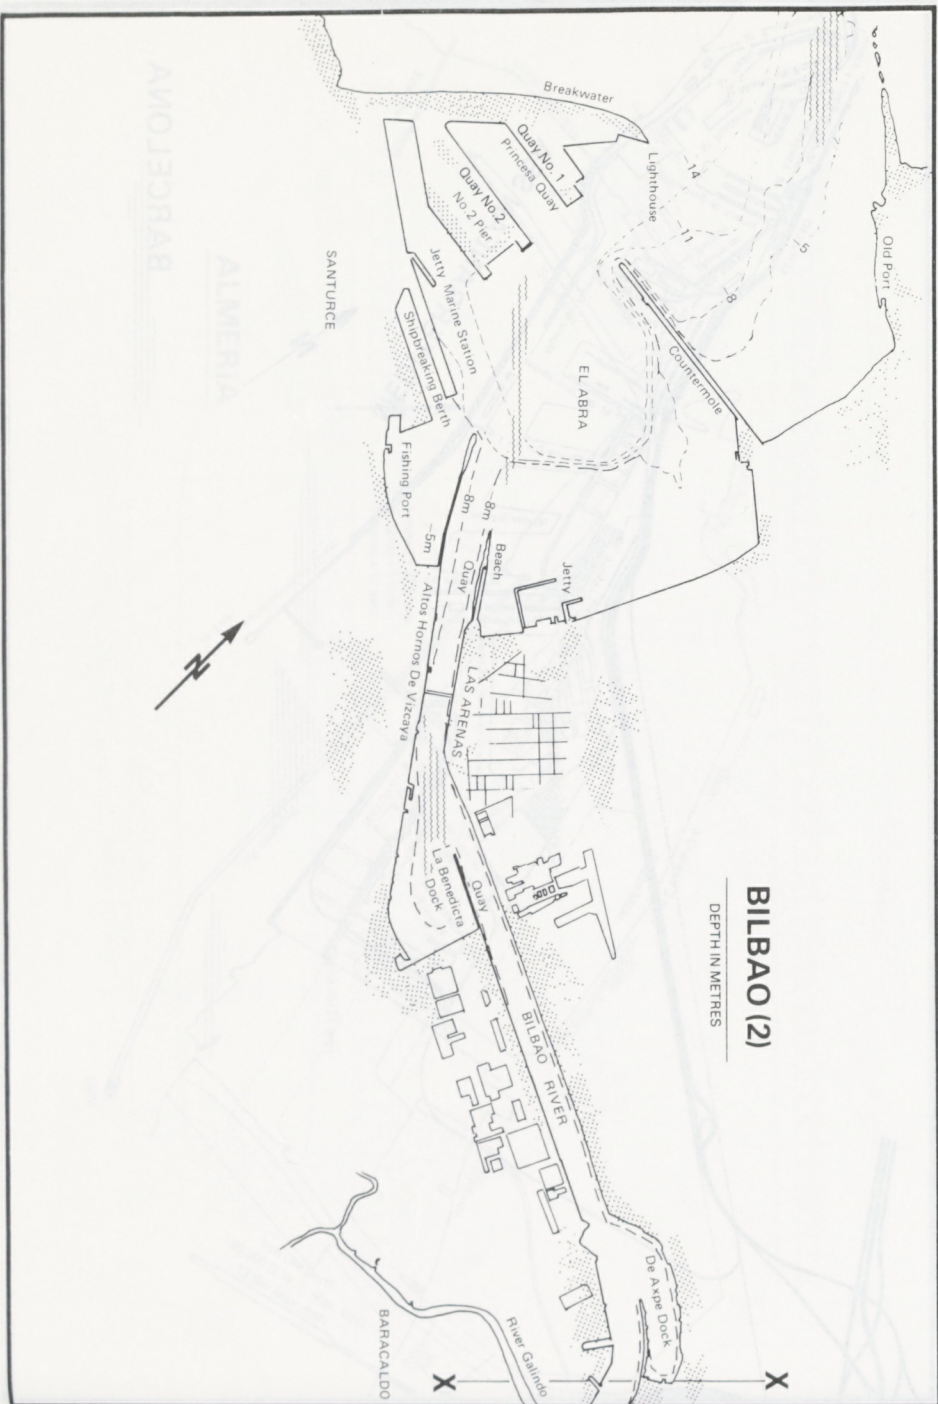 BILBAO (2)
DEPTH IN METRES
Breakwater
Lighthouse
Quay No. 1
Princesa Quay
Quay No.2
No.2 Pier
14
11
8
5
Old Port
Countermole
EL ABRA
Jetty
Marine Station
SANTURCE
Shipbreaking Berth
Fishing Port
8m
8m
5m
Beach
Quay
Jetty
Altos Hornos De Vizcaya
LAS ARENAS
N
La Benedicta
Dock
Quay
BILBAO RIVER
De Axpe Dock
River Galindo
BARACALDO
X
X
BARCELONA
ALMERIA